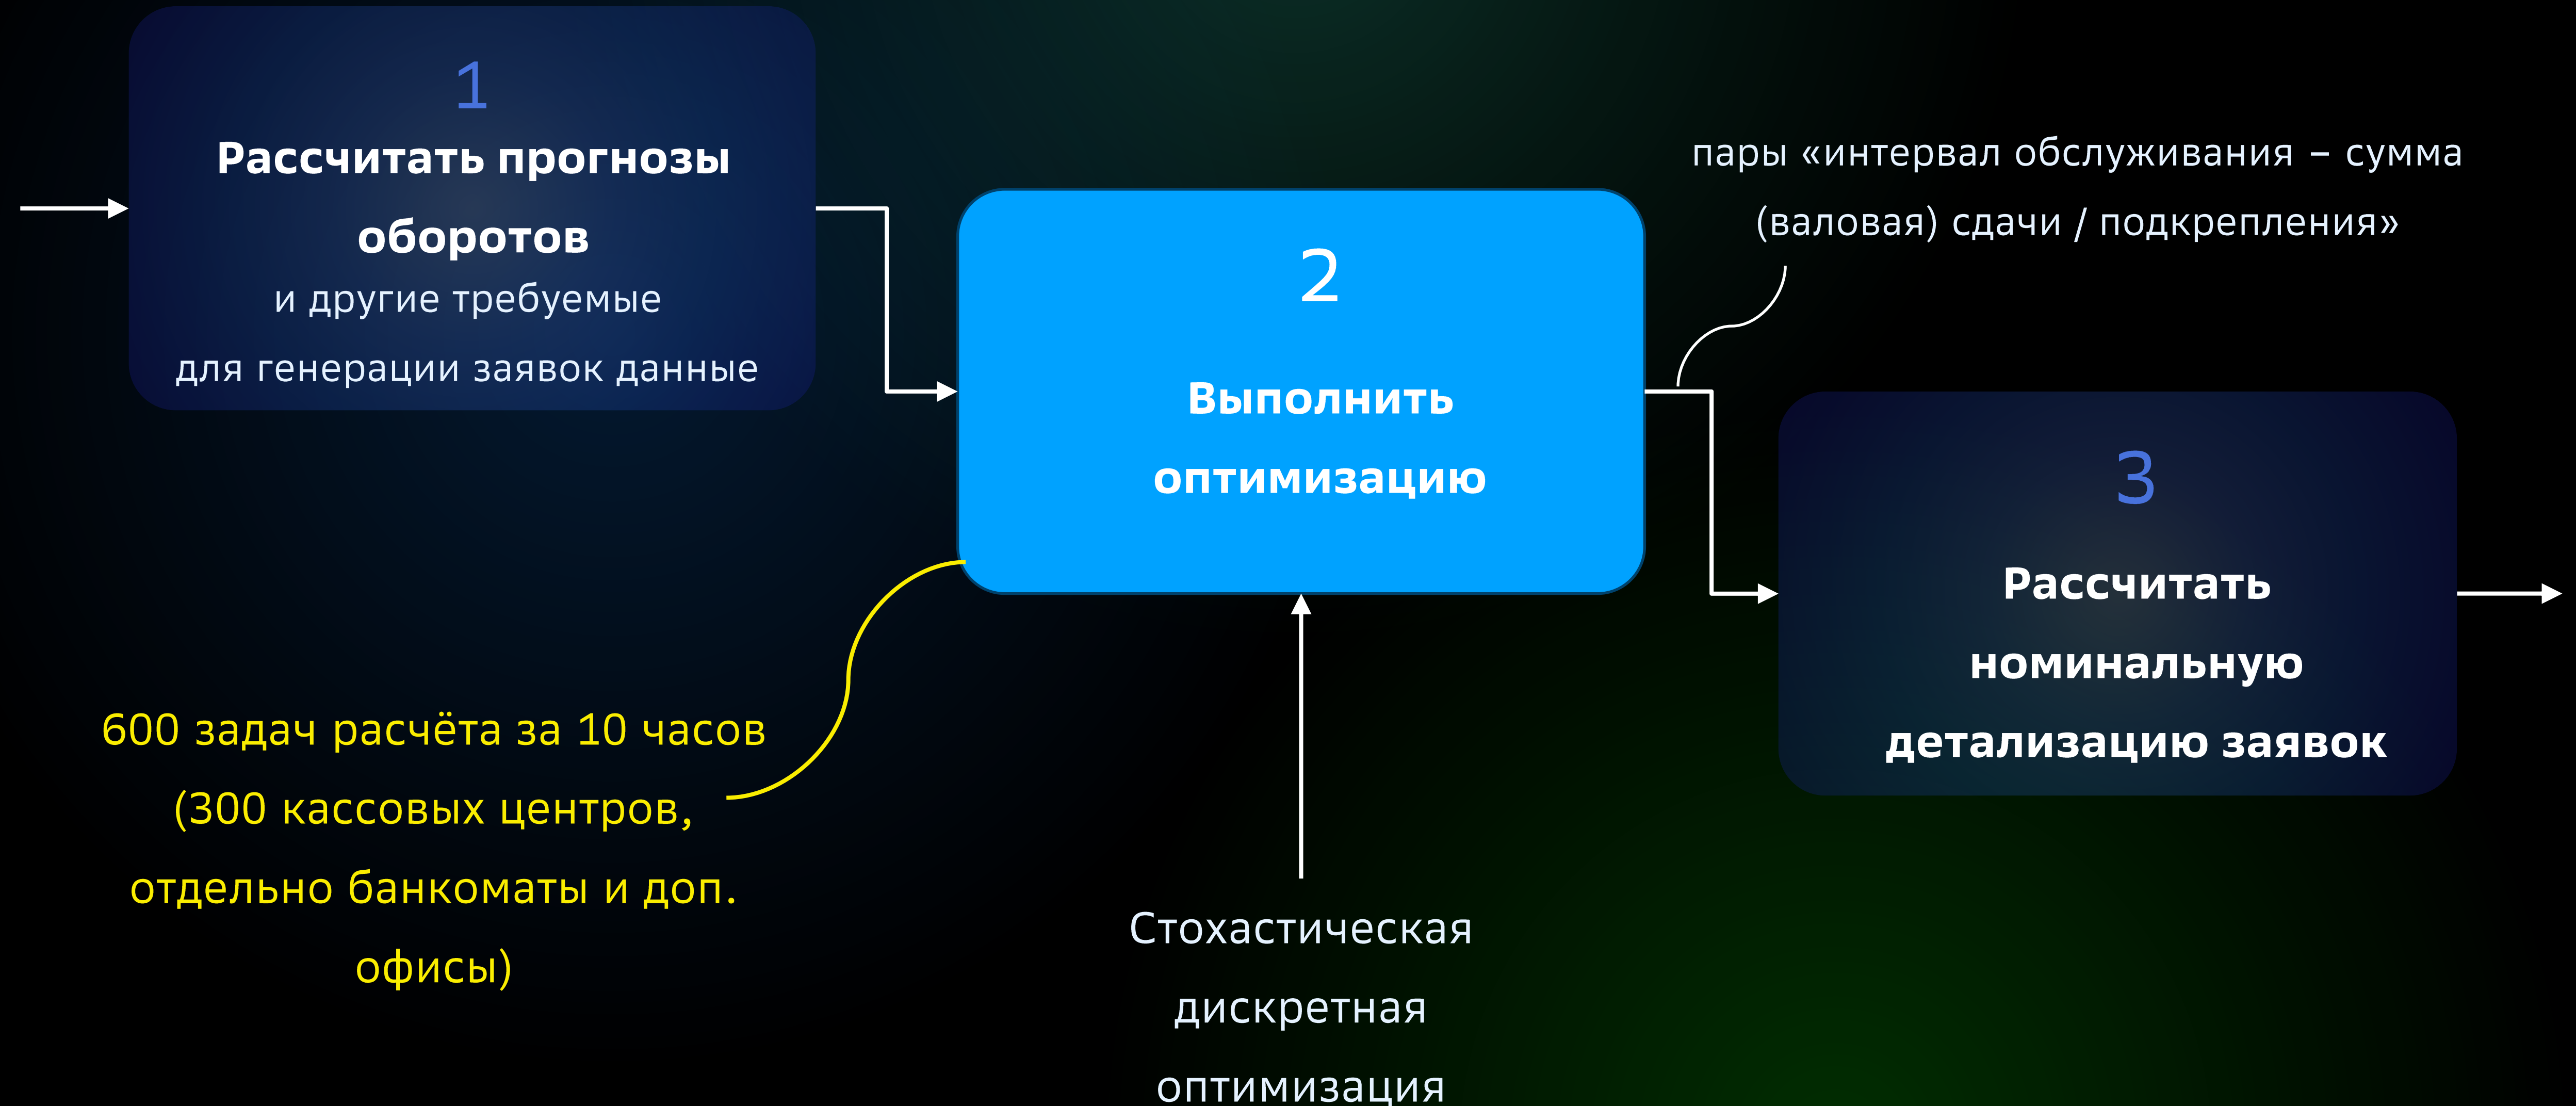 1
Рассчитать прогнозы
оборотов
и другие требуемые
для генерации заявок данные
2
Выполнить
оптимизацию
пары «интервал обслуживания – сумма
(валовая) сдачи / подкрепления»
3
Рассчитать
номинальную
детализацию заявок
600 задач расчёта за 10 часов
(300 кассовых центров,
отдельно банкоматы и доп.
офисы)
Стохастическая
дискретная
оптимизация